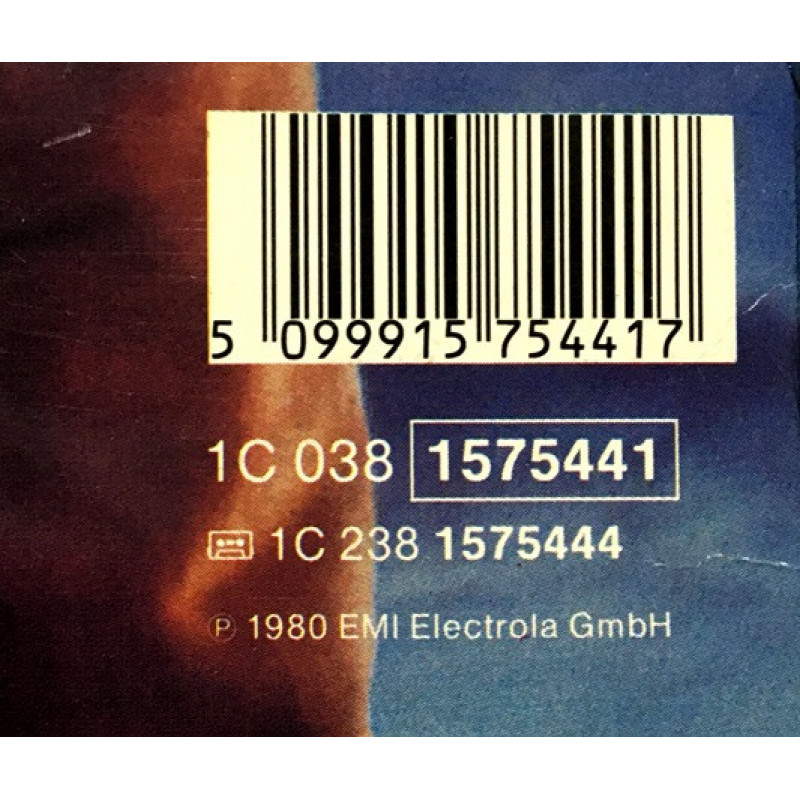 5 099915 754417
1C 038 1575441
1C 238 1575444
℗ 1980 EMI Electrola GmbH